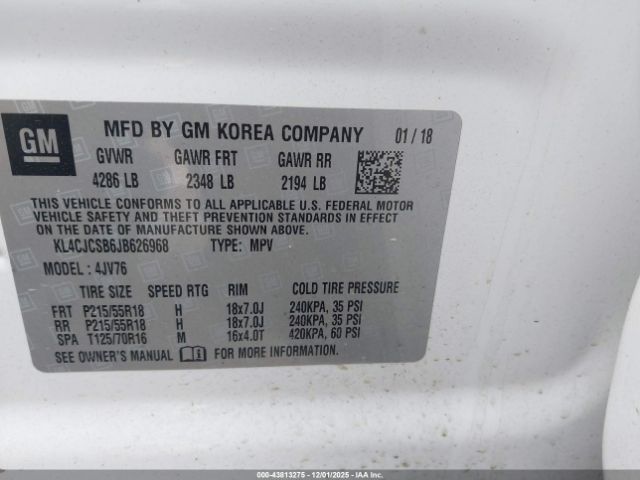 GM
MFD BY GM KOREA COMPANY 01 / 18
GVWR GAWR FRT GAWR RR
4286 LB 2348 LB 2194 LB
THIS VEHICLE CONFORMS TO ALL APPLICABLE U.S. FEDERAL MOTOR
VEHICLE SAFETY AND THEFT PREVENTION STANDARDS IN EFFECT
ON THE DATE OF MANUFACTURE SHOWN ABOVE.
KL4CJCSB6JB626968 TYPE: MPV
MODEL: 4JV76
TIRE SIZE SPEED RTG RIM COLD TIRE PRESSURE
FRT P215/55R18 H 18x7.0J 240KPA, 35 PSI
RR P215/55R18 H 18x7.0J 240KPA, 35 PSI
SPA T125/70R16 M 16x4.0T 420KPA, 60 PSI
SEE OWNER'S MANUAL FOR MORE INFORMATION.
000-43813275 - 12/01/2025 - IAADATA